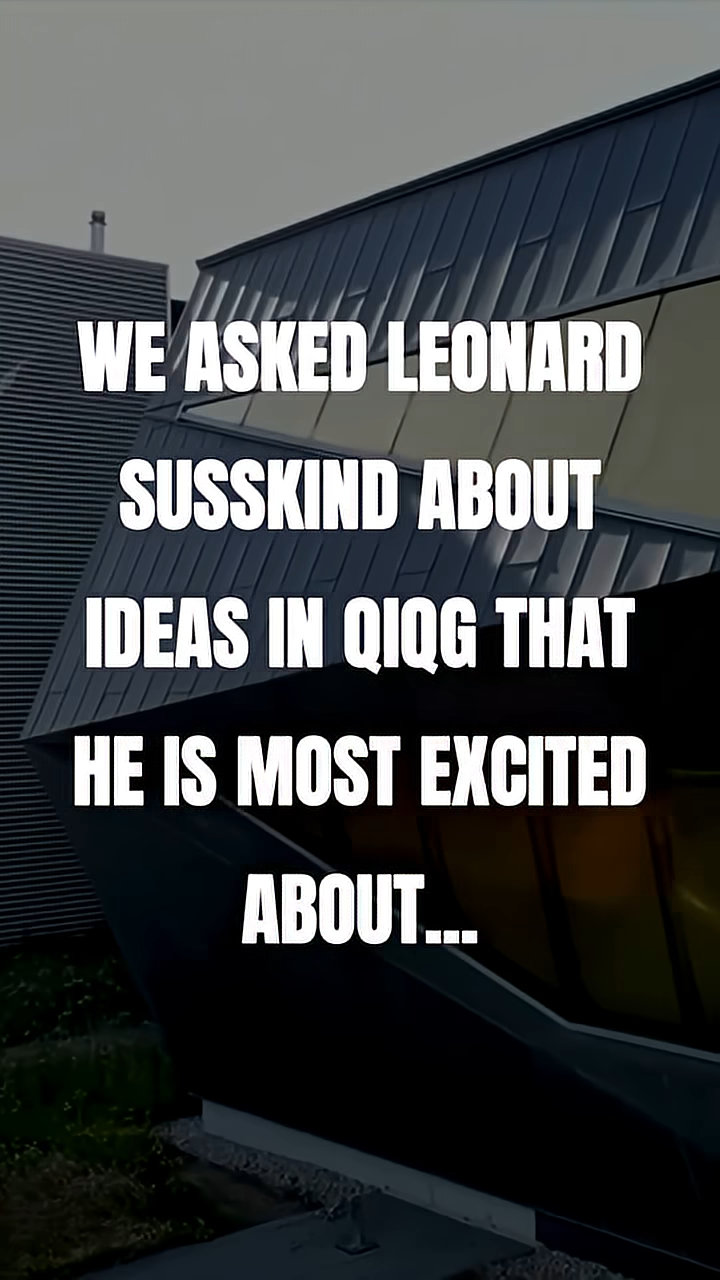 WE ASKED LEONARD
SUSSKIND ABOUT
IDEAS IN QIQG THAT
HE IS MOST EXCITED
ABOUT...